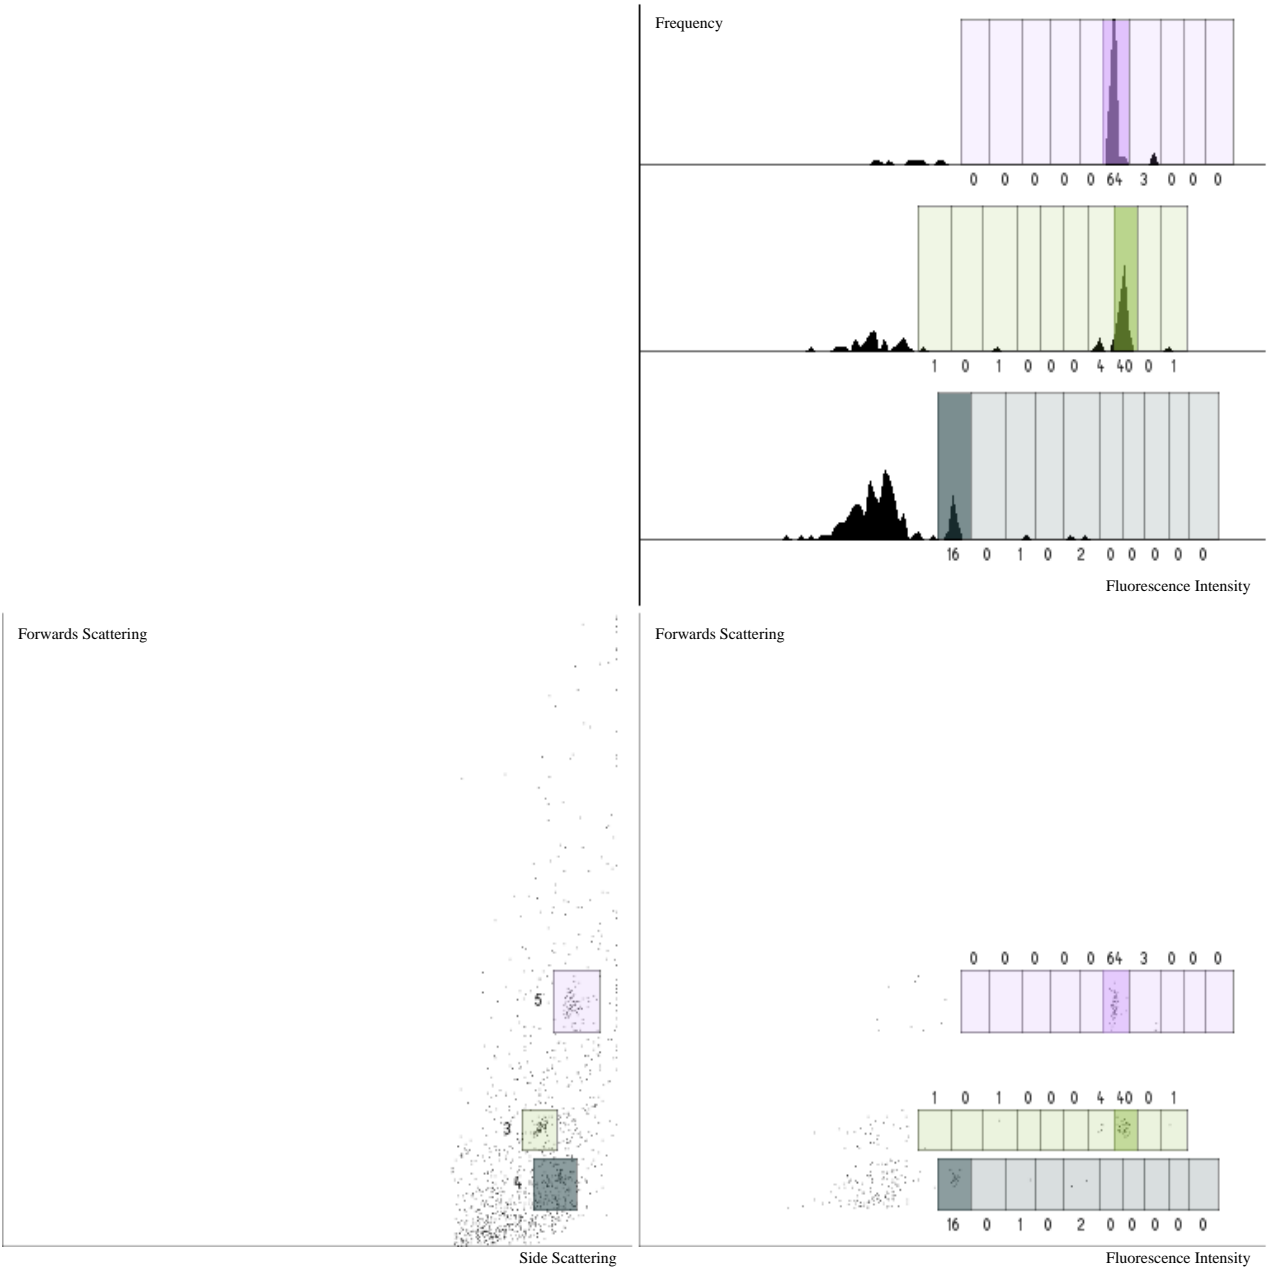 Frequency
0 0 0 0 0 64 3 0 0 0
1 0 1 0 0 0 4 40 0 1
16 0 1 0 2 0 0 0 0 0
Fluorescence Intensity
Forwards Scattering
5
3
4
Side Scattering
Forwards Scattering
0 0 0 0 0 64 3 0 0 0
1 0 1 0 0 0 4 40 0 1
16 0 1 0 2 0 0 0 0 0
Fluorescence Intensity